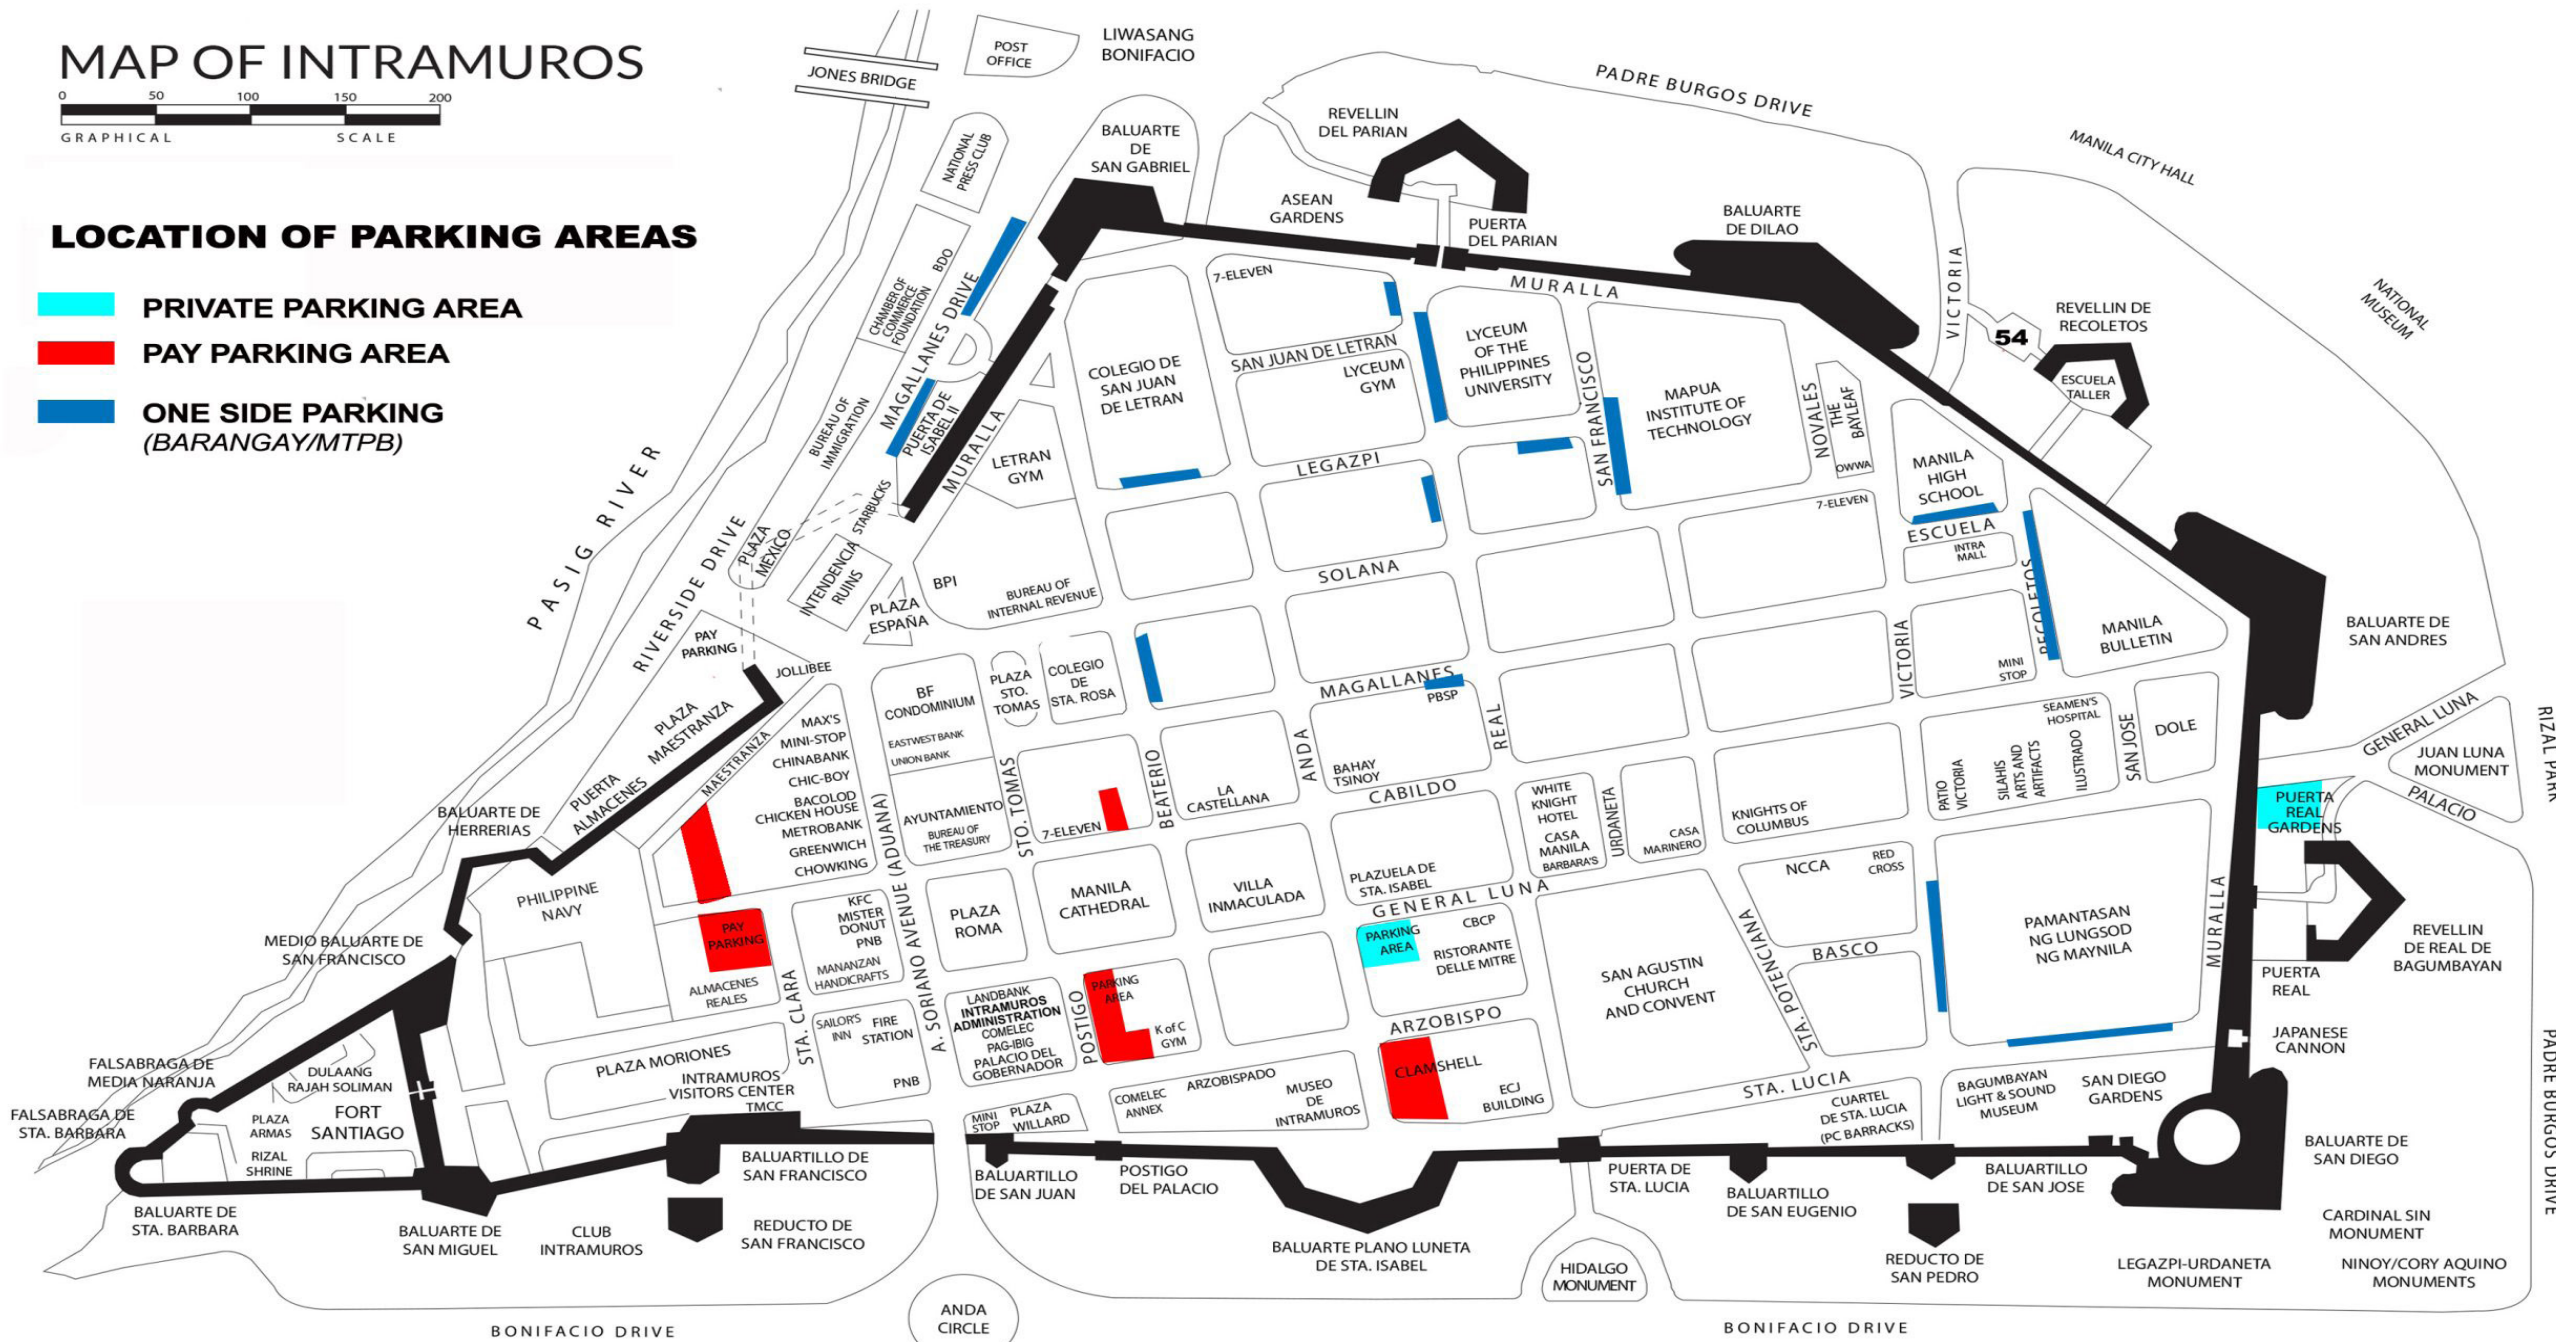 MAP OF INTRAMUROS
0 50 100 150 200
GRAPHICAL SCALE
LOCATION OF PARKING AREAS
PRIVATE PARKING AREA
PAY PARKING AREA
ONE SIDE PARKING
(BARANGAY/MTPB)
JONES BRIDGE
POST
OFFICE
LIWASANG
BONIFACIO
NATIONAL
PRESS CLUB
BALUARTE
DE
SAN GABRIEL
REVELLIN
DEL PARIAN
ASEAN
GARDENS
PUERTA
DEL PARIAN
PADRE BURGOS DRIVE
MANILA CITY HALL
NATIONAL
MUSEUM
BALUARTE
DE DILAO
VICTORIA
54
REVELLIN DE
RECOLETOS
ESCUELA
TALLER
CHAMBER OF
COMMERCE
FOUNDATION
BDO
MAGALLANES DRIVE
BUREAU OF
IMMIGRATION
PUERTA DE
ISABEL II
MURALLA
LETRAN
GYM
COLEGIO DE
SAN JUAN
DE LETRAN
7-ELEVEN
SAN JUAN DE LETRAN
LYCEUM
GYM
MURALLA
LYCEUM
OF THE
PHILIPPINES
UNIVERSITY
SAN FRANCISCO
MAPUA
INSTITUTE OF
TECHNOLOGY
NOVALES
THE
BAYLEAF
OWWA
MANILA
HIGH
SCHOOL
7-ELEVEN
ESCUELA
INTRA
MALL
RECOLETOS
MANILA
BULLETIN
LEGAZPI
SOLANA
PASIG RIVER
RIVERSIDE DRIVE
PLAZA
MEXICO
STARBUCKS
INTENDENCIA
RUINS
PLAZA
ESPAÑA
BPI
BUREAU OF
INTERNAL REVENUE
PAY
PARKING
JOLLIBEE
PLAZA
MAESTRANZA
MAESTRANZA
PUERTA
ALMACENES
BALUARTE DE
HERRERIAS
MAX'S
MINI-STOP
CHINABANK
CHIC-BOY
BACOLOD
CHICKEN HOUSE
METROBANK
GREENWICH
CHOWKING
BF
CONDOMINIUM
EASTWEST BANK
UNION BANK
AYUNTAMIENTO
BUREAU OF
THE TREASURY
PLAZA
STO.
TOMAS
COLEGIO
DE
STA. ROSA
STO. TOMAS
7-ELEVEN
BEATERIO
LA
CASTELLANA
ANDA
MAGALLANES
PBSP
BAHAY
TSINOY
CABILDO
REAL
WHITE
KNIGHT
HOTEL
CASA
MANILA
BARBARA'S
URDANETA
CASA
MARINERO
KNIGHTS OF
COLUMBUS
VICTORIA
MINI
STOP
SEAMEN'S
HOSPITAL
PATIO
VICTORIA
SILAHIS
ARTS AND
ARTIFACTS
ILUSTRADO
SAN JOSE
DOLE
BALUARTE DE
SAN ANDRES
GENERAL LUNA
JUAN LUNA
MONUMENT
PALACIO
RIZAL PARK
PUERTA
REAL
GARDENS
REVELLIN
DE REAL DE
BAGUMBAYAN
PUERTA
REAL
JAPANESE
CANNON
PADRE BURGOS DRIVE
PHILIPPINE
NAVY
PAY
PARKING
ALMACENES
REALES
KFC
MISTER
DONUT
PNB
MANANZAN
HANDICRAFTS
A. SORIANO AVENUE (ADUANA)
PLAZA
ROMA
MANILA
CATHEDRAL
VILLA
INMACULADA
PLAZUELA DE
STA. ISABEL
GENERAL LUNA
PARKING
AREA
CBCP
RISTORANTE
DELLE MITRE
SAN AGUSTIN
CHURCH
AND CONVENT
STA. POTENCIANA
NCCA
RED
CROSS
BASCO
PAMANTASAN
NG LUNGSOD
NG MAYNILA
MURALLA
MEDIO BALUARTE DE
SAN FRANCISCO
STA. CLARA
SAILOR'S
INN
FIRE
STATION
PNB
LANDBANK
INTRAMUROS
ADMINISTRATION
COMELEC
PAG-IBIG
PALACIO DEL
GOBERNADOR
POSTIGO
PARKING
AREA
K of C
GYM
ARZOBISPO
CLAMSHELL
ECJ
BUILDING
PLAZA MORIONES
INTRAMUROS
VISITORS CENTER
TMCC
MINI
STOP
PLAZA
WILLARD
COMELEC
ANNEX
ARZOBISPADO
MUSEO
DE
INTRAMUROS
STA. LUCIA
CUARTEL
DE STA. LUCIA
(PC BARRACKS)
BAGUMBAYAN
LIGHT & SOUND
MUSEUM
SAN DIEGO
GARDENS
FALSABRAGA DE
MEDIA NARANJA
FALSABRAGA DE
STA. BARBARA
DULAANG
RAJAH SOLIMAN
PLAZA
ARMAS
FORT
SANTIAGO
RIZAL
SHRINE
BALUARTE DE
STA. BARBARA
BALUARTE DE
SAN MIGUEL
CLUB
INTRAMUROS
BALUARTILLO DE
SAN FRANCISCO
REDUCTO DE
SAN FRANCISCO
BALUARTILLO
DE SAN JUAN
POSTIGO
DEL PALACIO
BALUARTE PLANO LUNETA
DE STA. ISABEL
PUERTA DE
STA. LUCIA
HIDALGO
MONUMENT
BALUARTILLO
DE SAN EUGENIO
BALUARTILLO
DE SAN JOSE
REDUCTO DE
SAN PEDRO
BALUARTE DE
SAN DIEGO
CARDINAL SIN
MONUMENT
LEGAZPI-URDANETA
MONUMENT
NINOY/CORY AQUINO
MONUMENTS
ANDA
CIRCLE
BONIFACIO DRIVE
BONIFACIO DRIVE